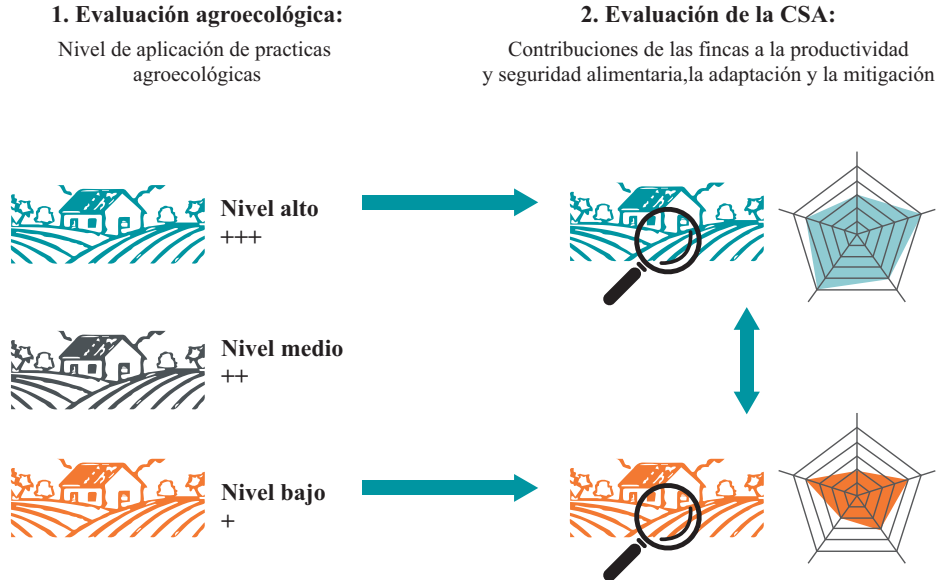 1. Evaluación agroecológica:
Nivel de aplicación de practicas
agroecológicas
2. Evaluación de la CSA:
Contribuciones de las fincas a la productividad
y seguridad alimentaria,la adaptación y la mitigación
Nivel alto
+++
Nivel medio
++
Nivel bajo
+